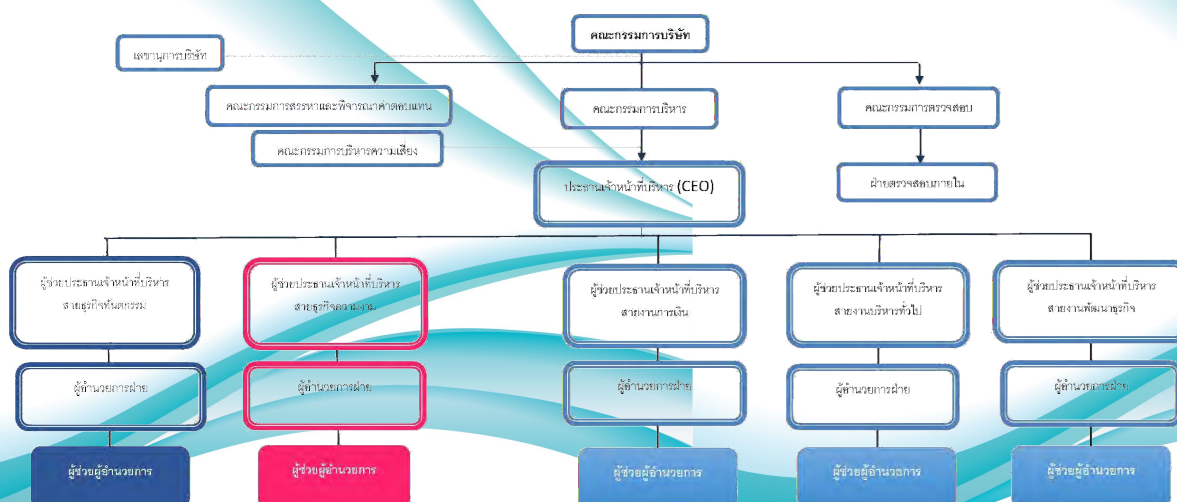 คณะกรรมการบริษัท
เลขานุการบริษัท
คณะกรรมการสรรหาและพิจารณาค่าตอบแทน
คณะกรรมการบริหาร
คณะกรรมการตรวจสอบ
คณะกรรมการบริหารความเสี่ยง
ประธานเจ้าหน้าที่บริหาร (CEO)
ฝ่ายตรวจสอบภายใน
ผู้ช่วยประธานเจ้าหน้าที่บริหาร
สายธุรกิจทันตกรรม
ผู้ช่วยประธานเจ้าหน้าที่บริหาร
สายธุรกิจความงาม
ผู้ช่วยประธานเจ้าหน้าที่บริหาร
สายงานการเงิน
ผู้ช่วยประธานเจ้าหน้าที่บริหาร
สายงานบริหารทั่วไป
ผู้ช่วยประธานเจ้าหน้าที่บริหาร
สายงานพัฒนาธุรกิจ
ผู้อำนวยการฝ่าย
ผู้อำนวยการฝ่าย
ผู้อำนวยการฝ่าย
ผู้อำนวยการฝ่าย
ผู้อำนวยการฝ่าย
ผู้ช่วยผู้อำนวยการ
ผู้ช่วยผู้อำนวยการ
ผู้ช่วยผู้อำนวยการ
ผู้ช่วยผู้อำนวยการ
ผู้ช่วยผู้อำนวยการ